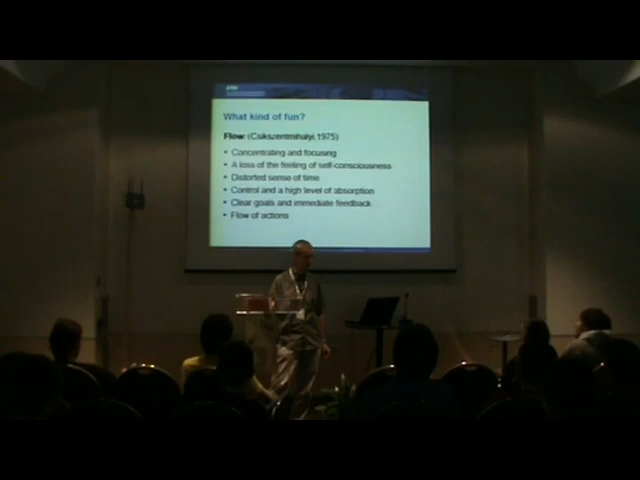 What kind of fun?
Flow: (Csikszentmihalyi, 1975)
• Concentrating and focusing
• A loss of the feeling of self-consciousness
• Distorted sense of time
• Control and a high level of absorption
• Clear goals and immediate feedback
• Flow of actions